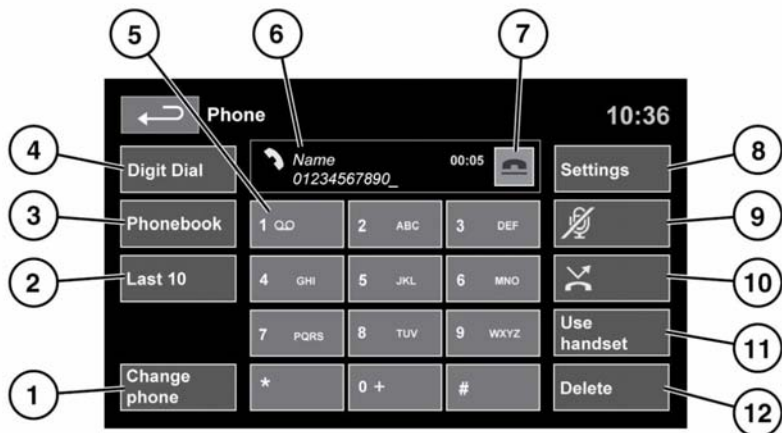 5
6
7
Phone
10:36
4
Digit Dial
Name
00:05
01234567890_
Settings
8
3
Phonebook
1
2 ABC
3 DEF
9
2
Last 10
4 GHI
5 JKL
6 MNO
10
7 PQRS
8 TUV
9 WXYZ
Use
handset
11
1
Change
phone
*
0 +
#
Delete
12